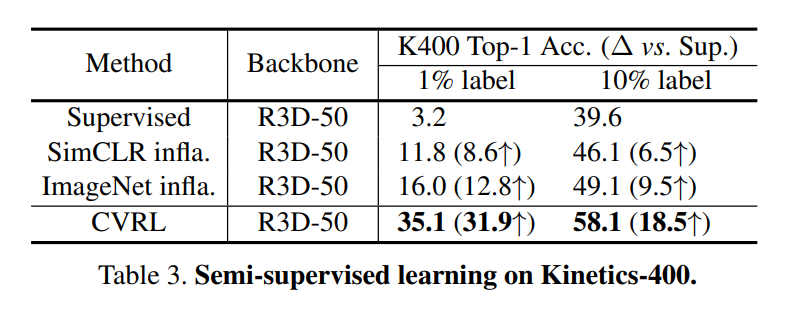 Method Backbone K400 Top-1 Acc. (Δ vs. Sup.)
1% label 10% label
Supervised R3D-50 3.2 39.6
SimCLR infla. R3D-50 11.8 (8.6↑) 46.1 (6.5↑)
ImageNet infla. R3D-50 16.0 (12.8↑) 49.1 (9.5↑)
CVRL R3D-50 35.1 (31.9↑) 58.1 (18.5↑)
Table 3. Semi-supervised learning on Kinetics-400.